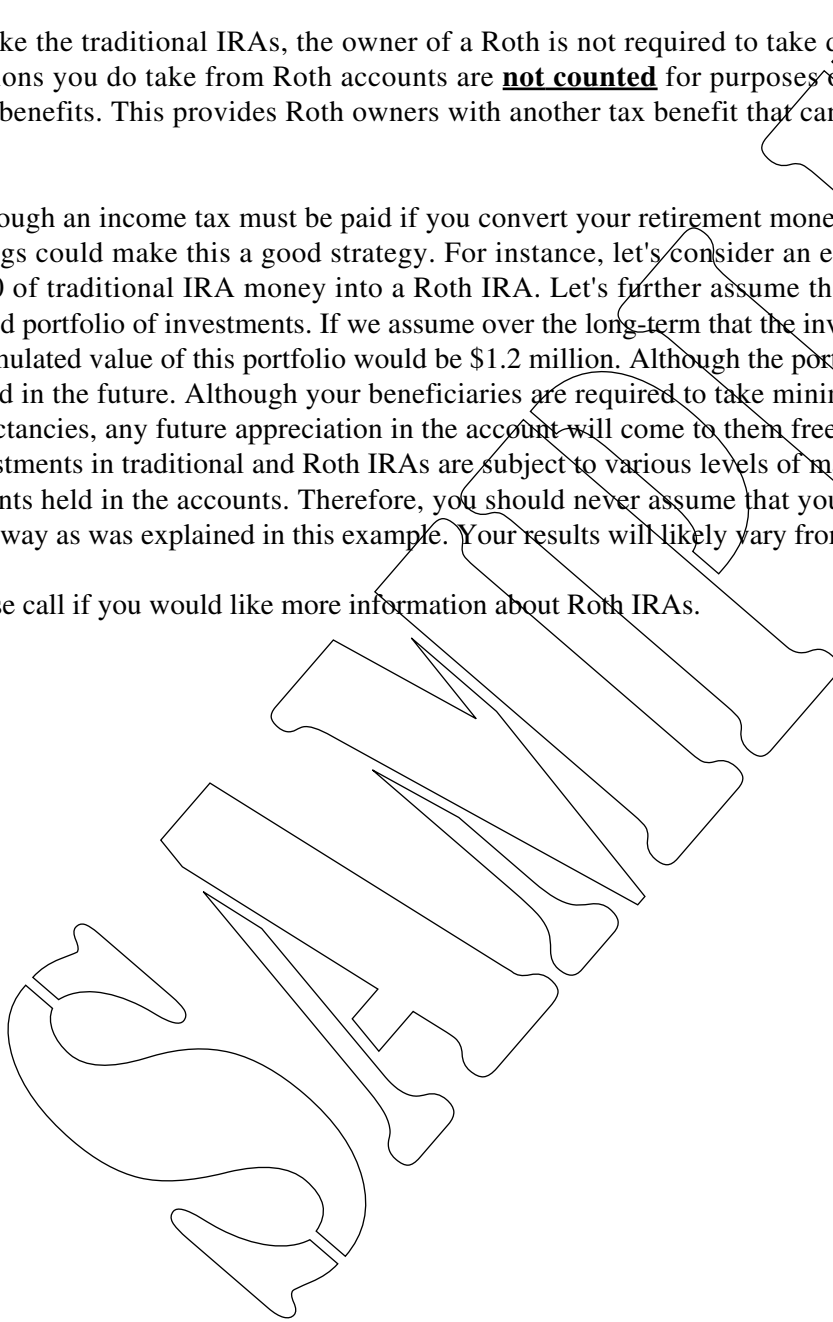 ke the traditional IRAs, the owner of a Roth is not required to take
ons you do take from Roth accounts are not counted for purposes
benefits. This provides Roth owners with another tax benefit that can
ough an income tax must be paid if you convert your retirement mone
gs could make this a good strategy. For instance, let's consider an e
0 of traditional IRA money into a Roth IRA. Let's further assume th
d portfolio of investments. If we assume over the long-term that the inv
nulated value of this portfolio would be $1.2 million. Although the port
d in the future. Although your beneficiaries are required to take minin
ctancies, any future appreciation in the account will come to them free
stments in traditional and Roth IRAs are subject to various levels of m
nts held in the accounts. Therefore, you should never assume that you
way as was explained in this example. Your results will likely vary from
se call if you would like more information about Roth IRAs.
SAMPL